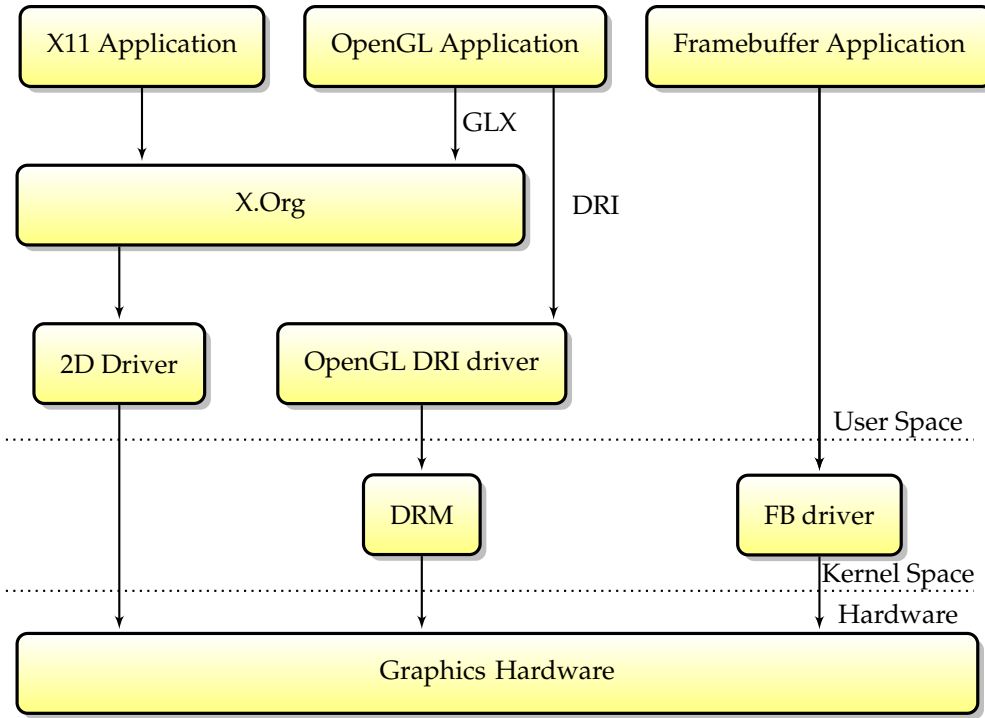 X11 Application
OpenGL Application
Framebuffer Application
GLX
X.Org
DRI
2D Driver
OpenGL DRI driver
User Space
DRM
FB driver
Kernel Space
Hardware
Graphics Hardware